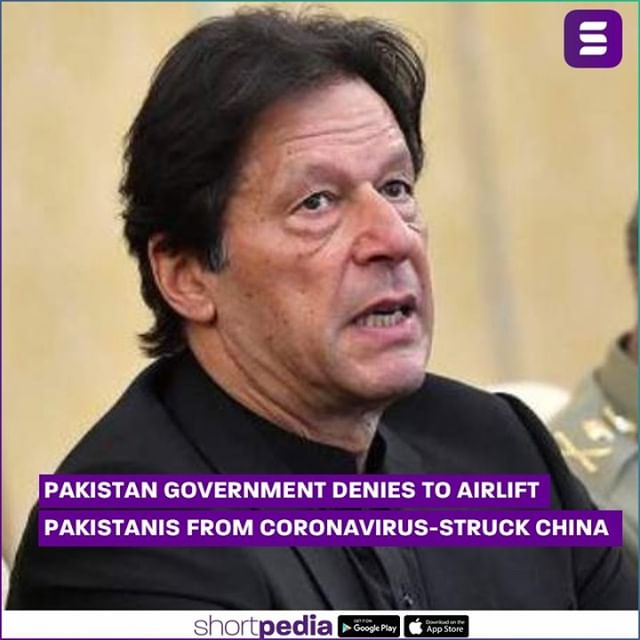 PAKISTAN GOVERNMENT DENIES TO AIRLIFT
PAKISTANIS FROM CORONAVIRUS-STRUCK CHINA
shortpedia
GET IT ON
Google Play
Download on the
App Store